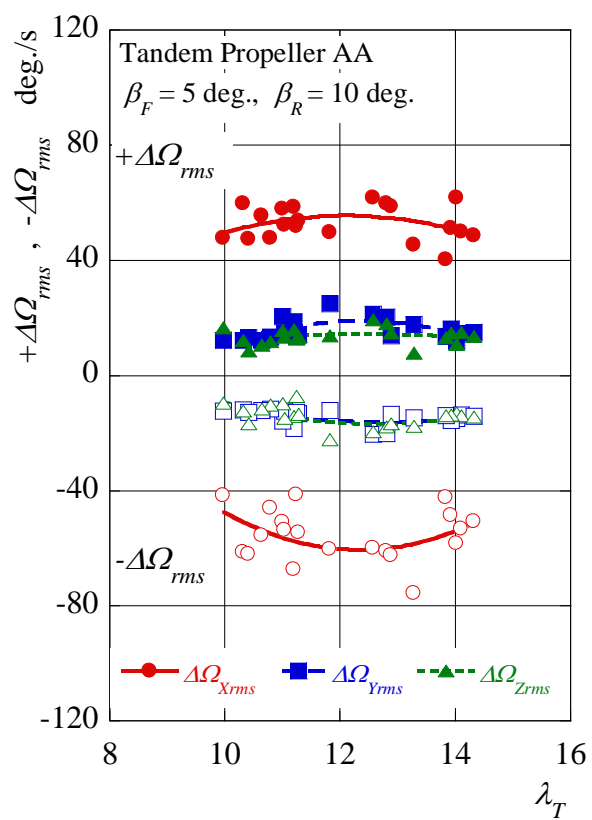 Tandem Propeller AA
β_F = 5 deg., β_R = 10 deg.
+ΔΩ_rms
-ΔΩ_rms
+ΔΩ_rms , -ΔΩ_rms deg./s
120
80
40
0
-40
-80
-120
ΔΩ_Xrms ΔΩ_Yrms ΔΩ_Zrms
8 10 12 14 16
λ_T